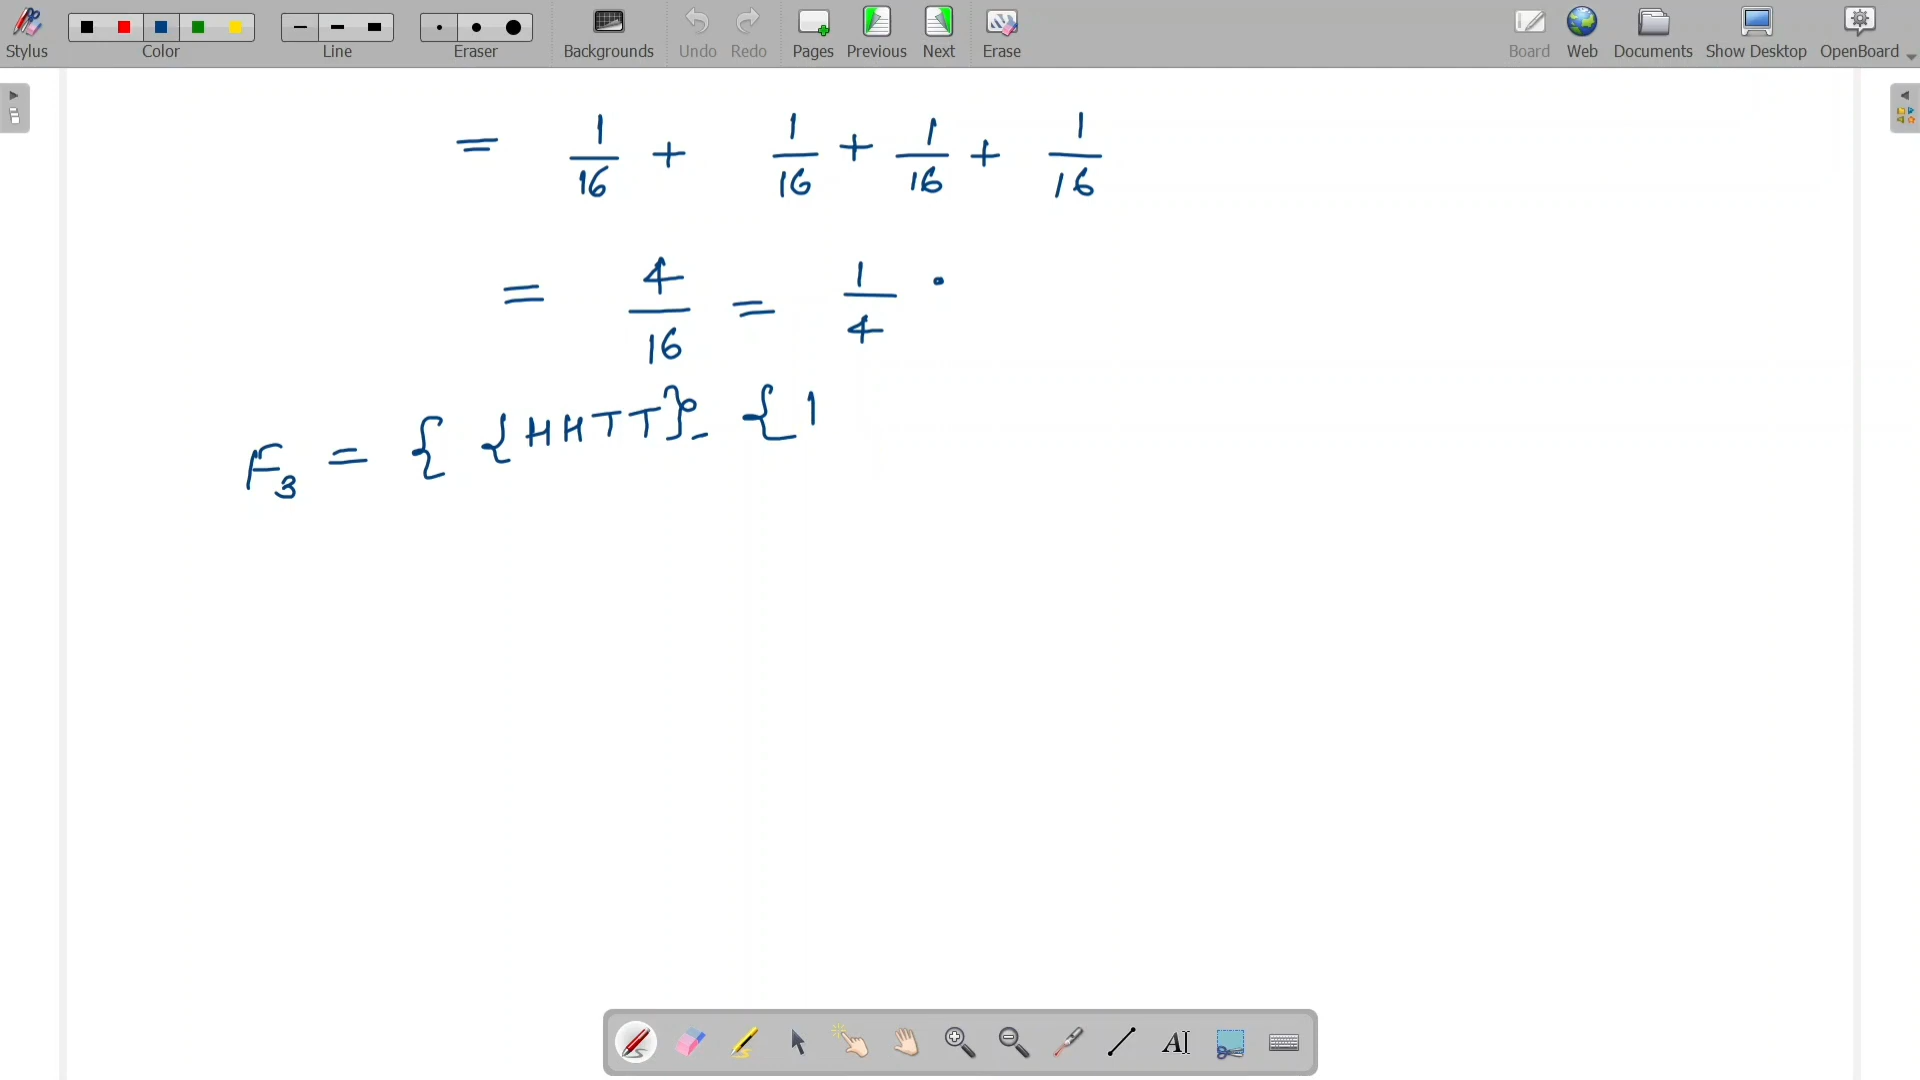 Stylus Color Line Eraser Backgrounds Undo Redo Pages Previous Next Erase Board Web Documents Show Desktop OpenBoard
= 1/16 + 1/16 + 1/16 + 1/16
= 4/16 = 1/4 .
F3 = { {HHTT}, {1
AI